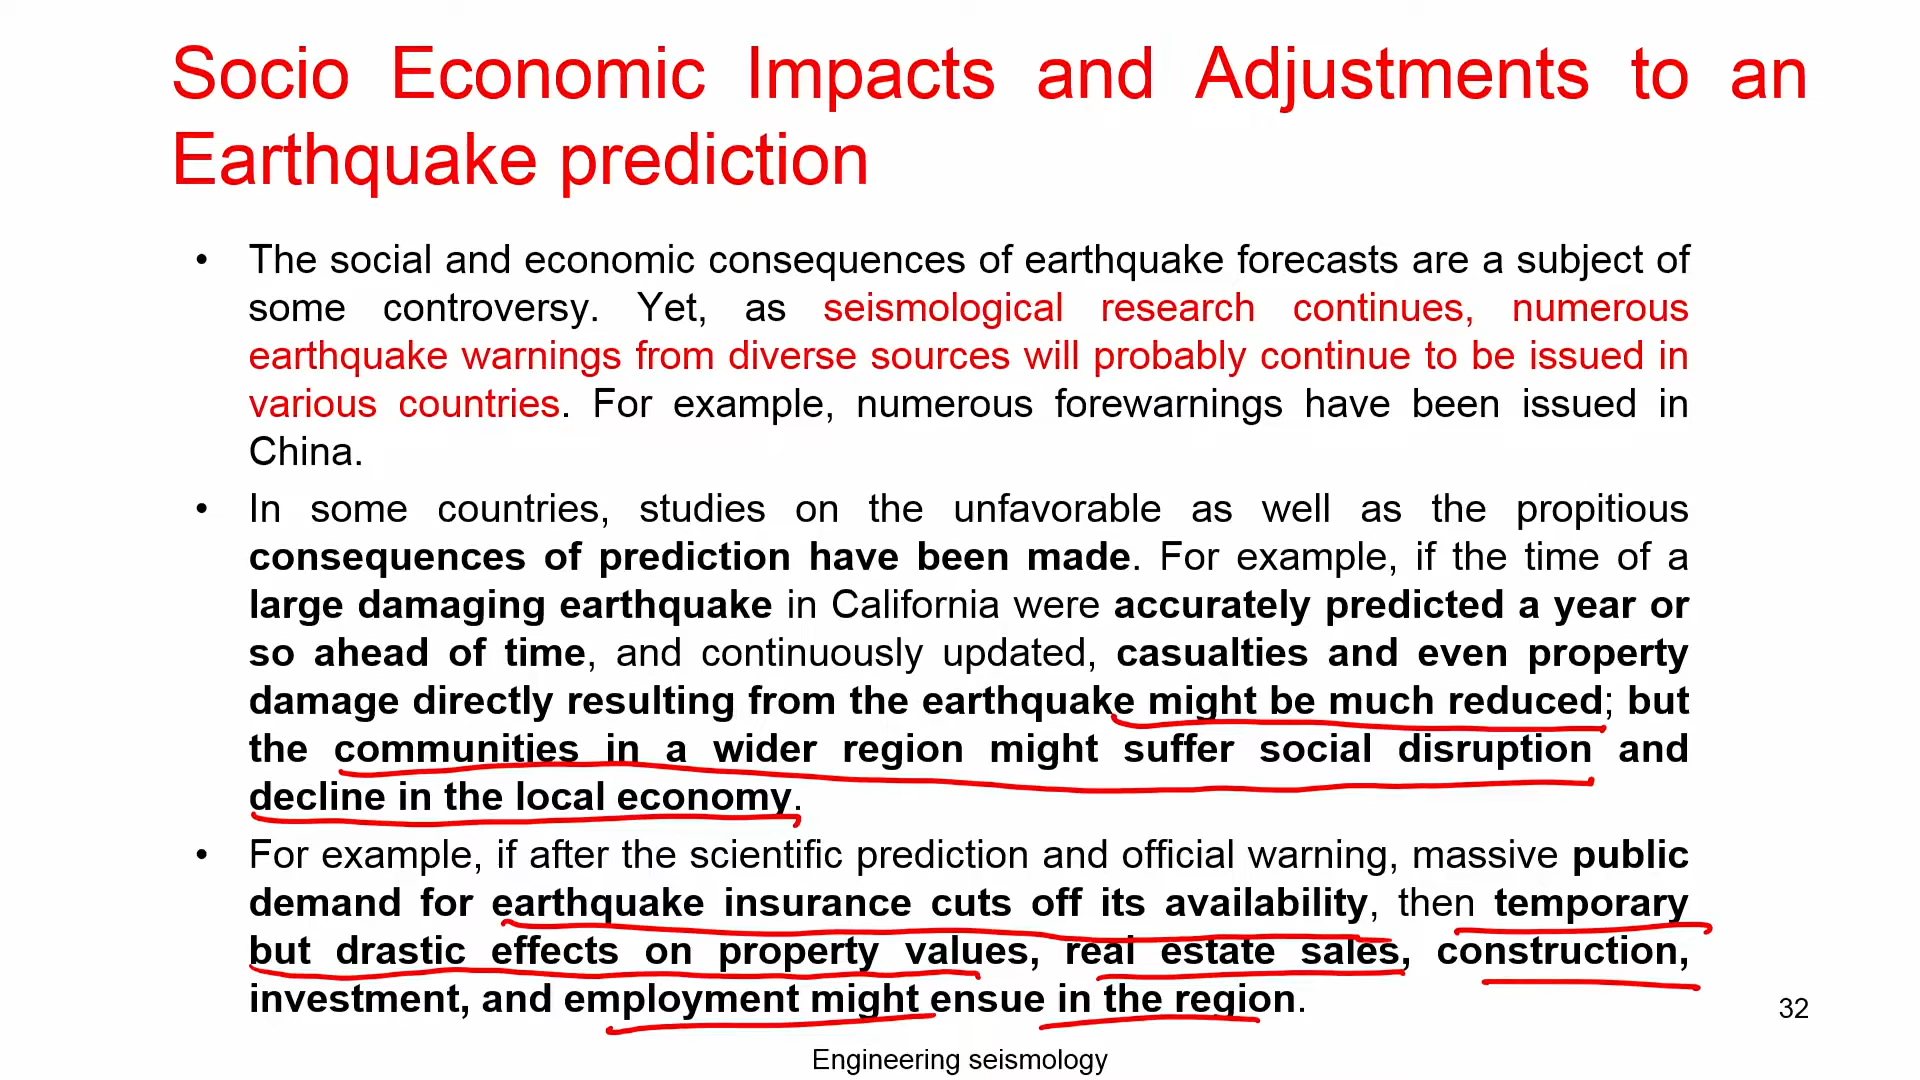 Socio Economic Impacts and Adjustments to an
Earthquake prediction
• The social and economic consequences of earthquake forecasts are a subject of
some controversy. Yet, as seismological research continues, numerous
earthquake warnings from diverse sources will probably continue to be issued in
various countries. For example, numerous forewarnings have been issued in
China.
• In some countries, studies on the unfavorable as well as the propitious
consequences of prediction have been made. For example, if the time of a
large damaging earthquake in California were accurately predicted a year or
so ahead of time, and continuously updated, casualties and even property
damage directly resulting from the earthquake might be much reduced; but
the communities in a wider region might suffer social disruption and
decline in the local economy.
• For example, if after the scientific prediction and official warning, massive public
demand for earthquake insurance cuts off its availability, then temporary
but drastic effects on property values, real estate sales, construction,
investment, and employment might ensue in the region.
32
Engineering seismology